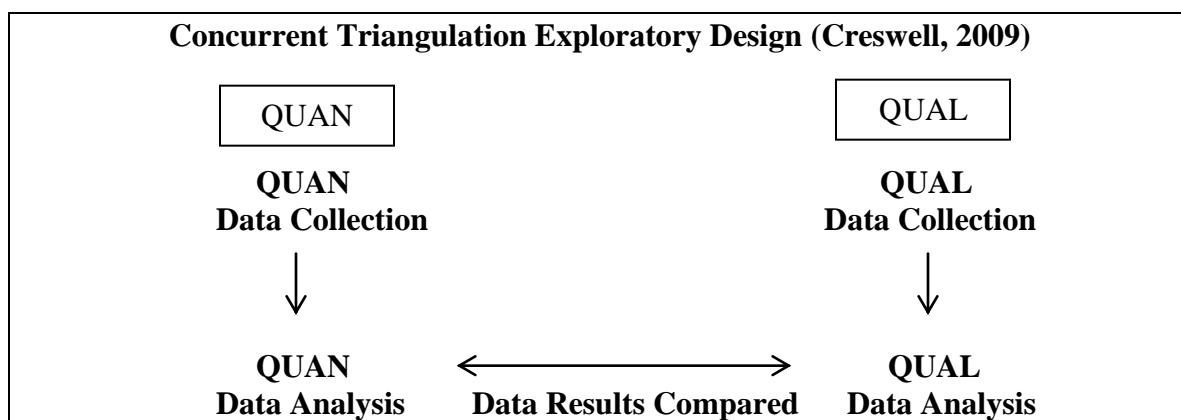 Concurrent Triangulation Exploratory Design (Creswell, 2009)
QUAN
QUAL
QUAN
Data Collection
QUAL
Data Collection
QUAN
Data Analysis
Data Results Compared
QUAL
Data Analysis